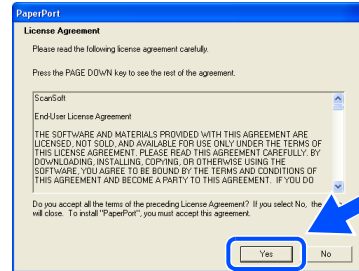 PaperPort
License Agreement
Please read the following license agreement carefully.
Press the PAGE DOWN key to see the rest of the agreement.
ScanSoft
End-User License Agreement
THE SOFTWARE AND MATERIALS PROVIDED WITH THIS AGREEMENT ARE
LICENSED, NOT SOLD, AND AVAILABLE FOR USE ONLY UNDER THE TERMS OF
THIS LICENSE AGREEMENT. PLEASE READ THIS AGREEMENT CAREFULLY. BY
DOWNLOADING, INSTALLING, COPYING, OR OTHERWISE USING THE
SOFTWARE, YOU AGREE TO BE BOUND BY THE TERMS AND CONDITIONS OF
THIS AGREEMENT AND BECOME A PARTY TO THIS AGREEMENT. IF YOU DO
Do you accept all the terms of the preceding License Agreement? If you select No, the
will close. To install "PaperPort", you must accept this agreement.
Yes No